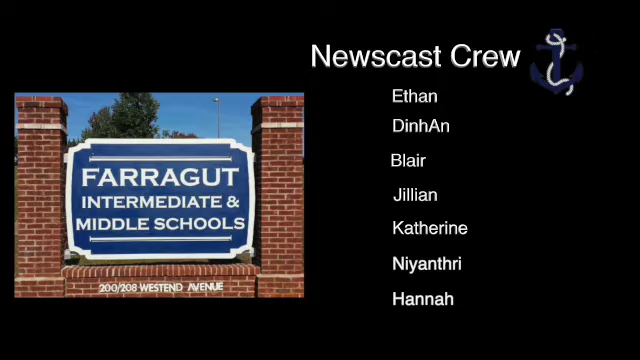 Newscast Crew
Ethan
DinhAn
Blair
Jillian
Katherine
Niyanthri
Hannah
FARRAGUT
INTERMEDIATE &
MIDDLE SCHOOLS
200/208 WESTEND AVENUE